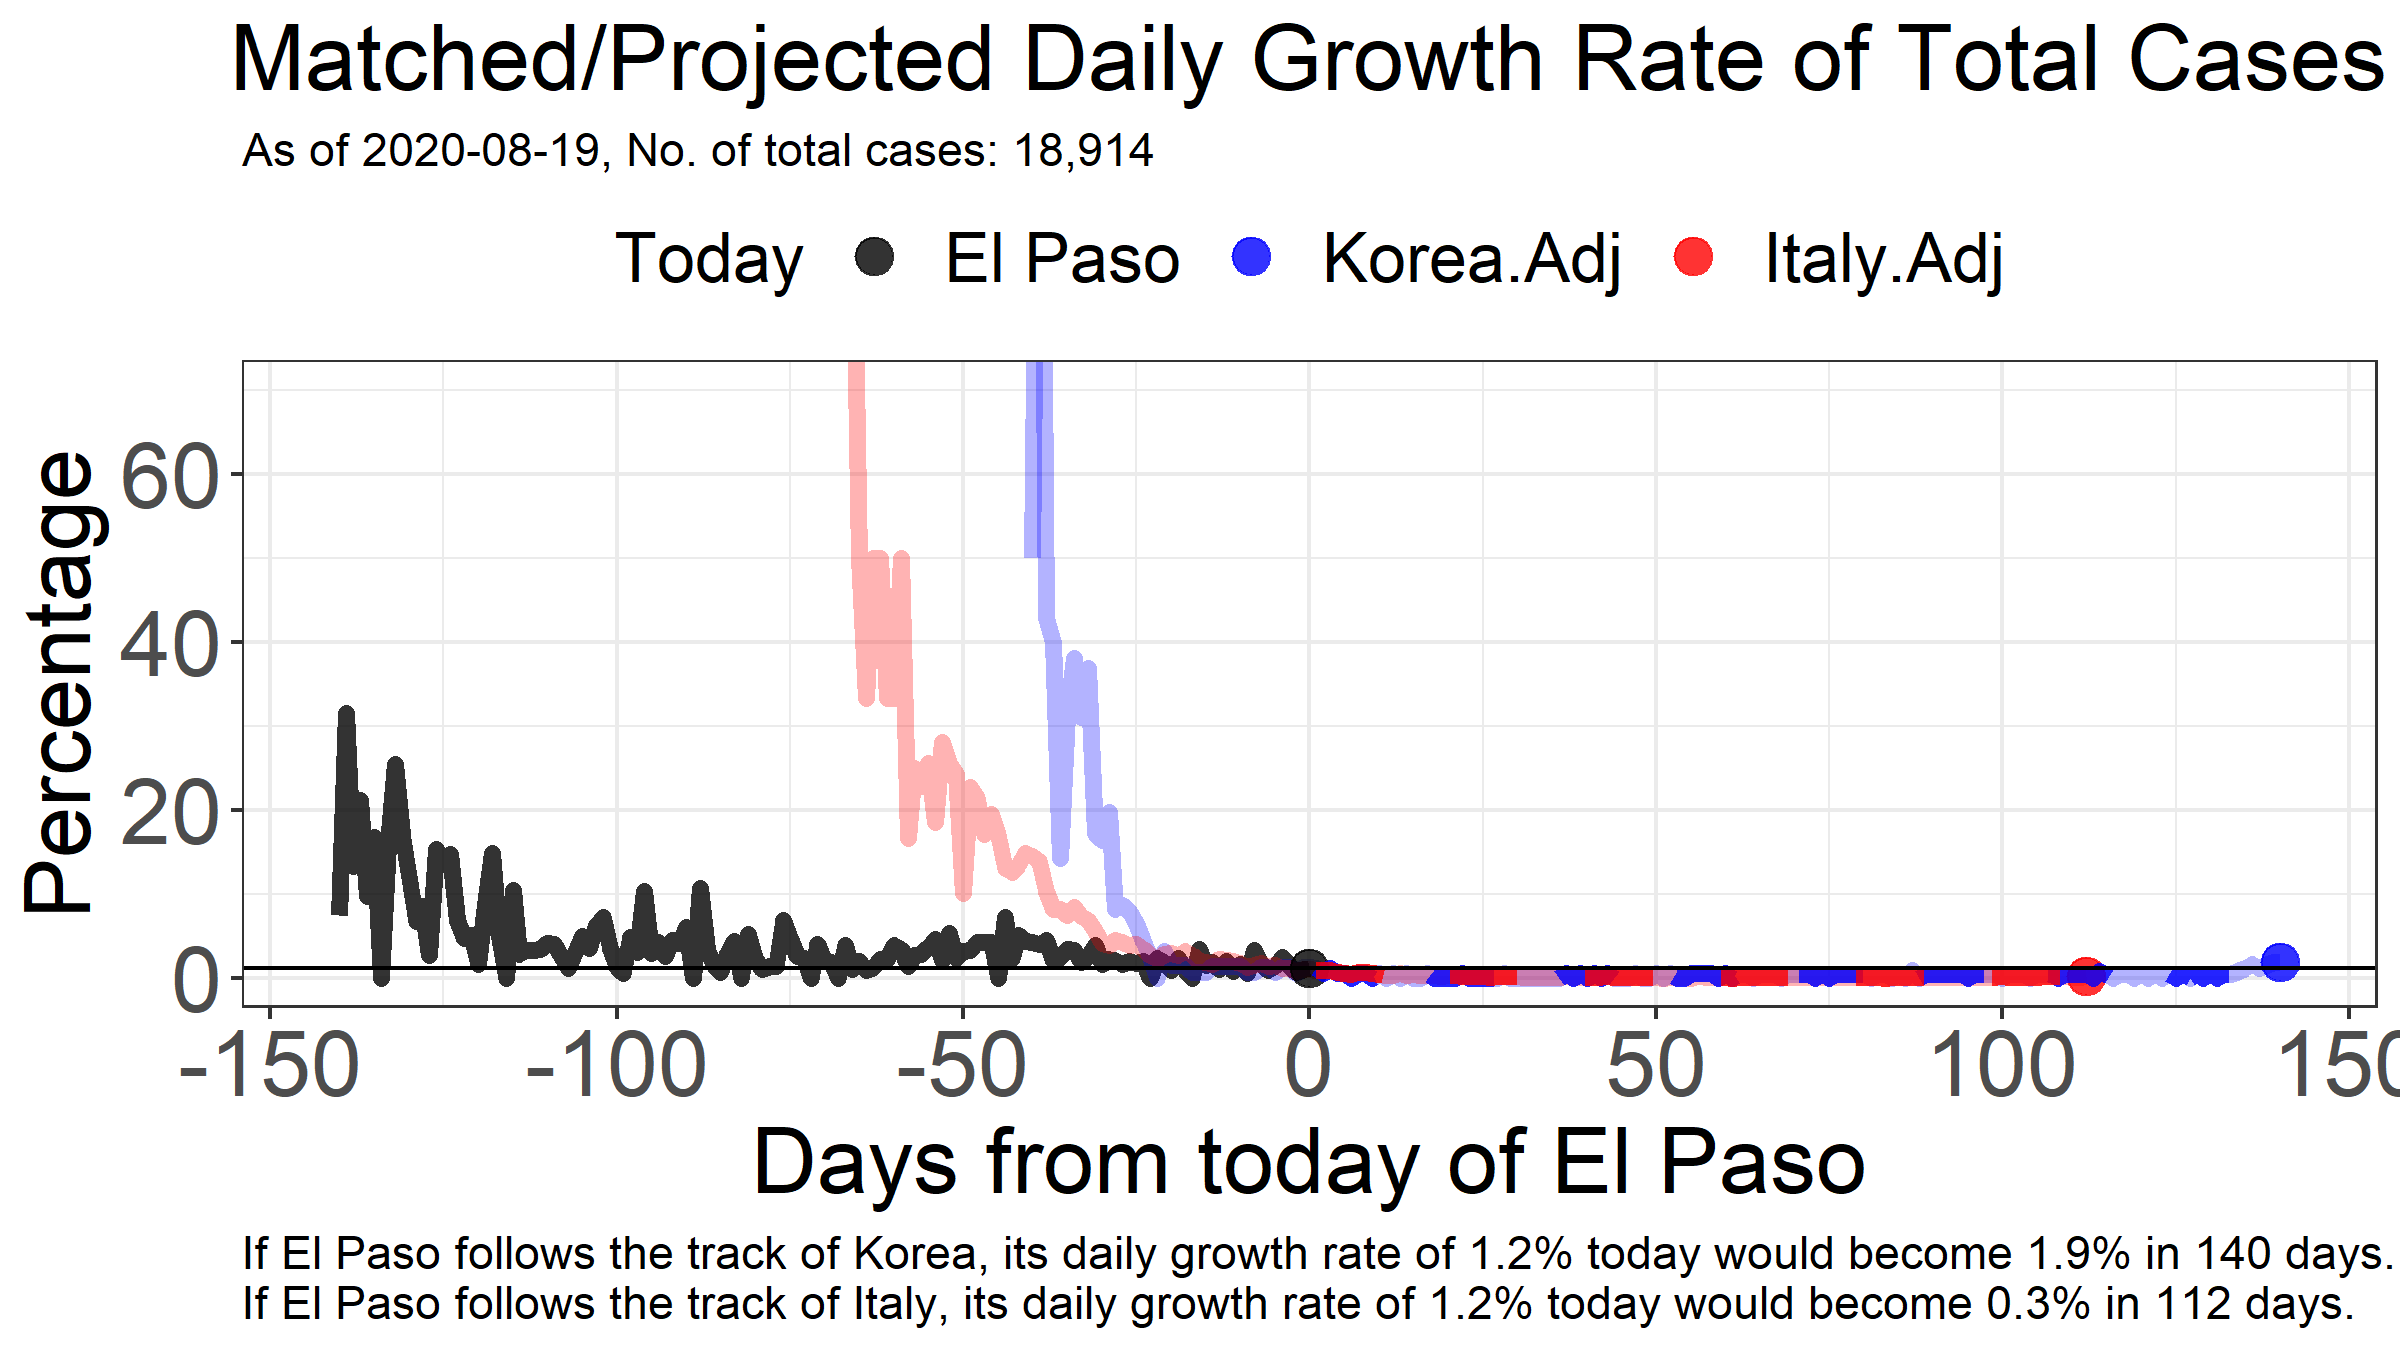 Matched/Projected Daily Growth Rate of Total Cases
As of 2020-08-19, No. of total cases: 18,914
Today El Paso Korea.Adj Italy.Adj
Percentage
60
40
20
0
-150 -100 -50 0 50 100 150
Days from today of El Paso
If El Paso follows the track of Korea, its daily growth rate of 1.2% today would become 1.9% in 140 days.
If El Paso follows the track of Italy, its daily growth rate of 1.2% today would become 0.3% in 112 days.